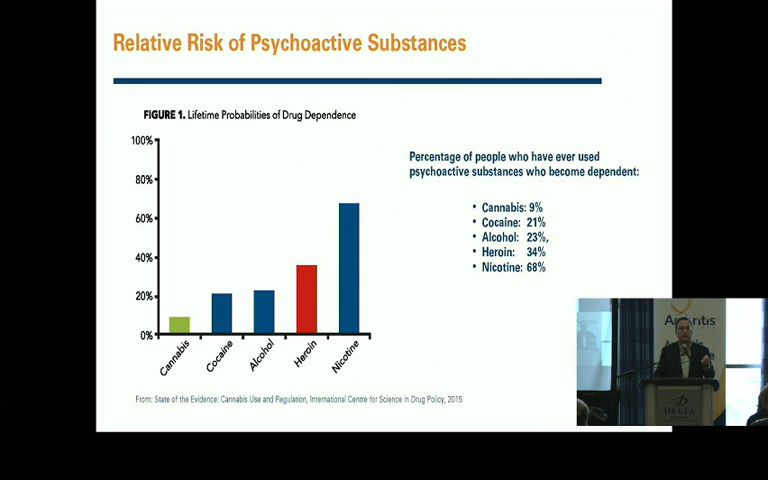 Relative Risk of Psychoactive Substances
FIGURE 1. Lifetime Probabilities of Drug Dependence
100%
80%
60%
40%
20%
0%
Cannabis
Cocaine
Alcohol
Heroin
Nicotine
Percentage of people who have ever used
psychoactive substances who become dependent:
• Cannabis: 9%
• Cocaine: 21%
• Alcohol: 23%,
• Heroin: 34%
• Nicotine: 68%
From: State of the Evidence: Cannabis Use and Regulation, International Centre for Science in Drug Policy, 2015
DELTA